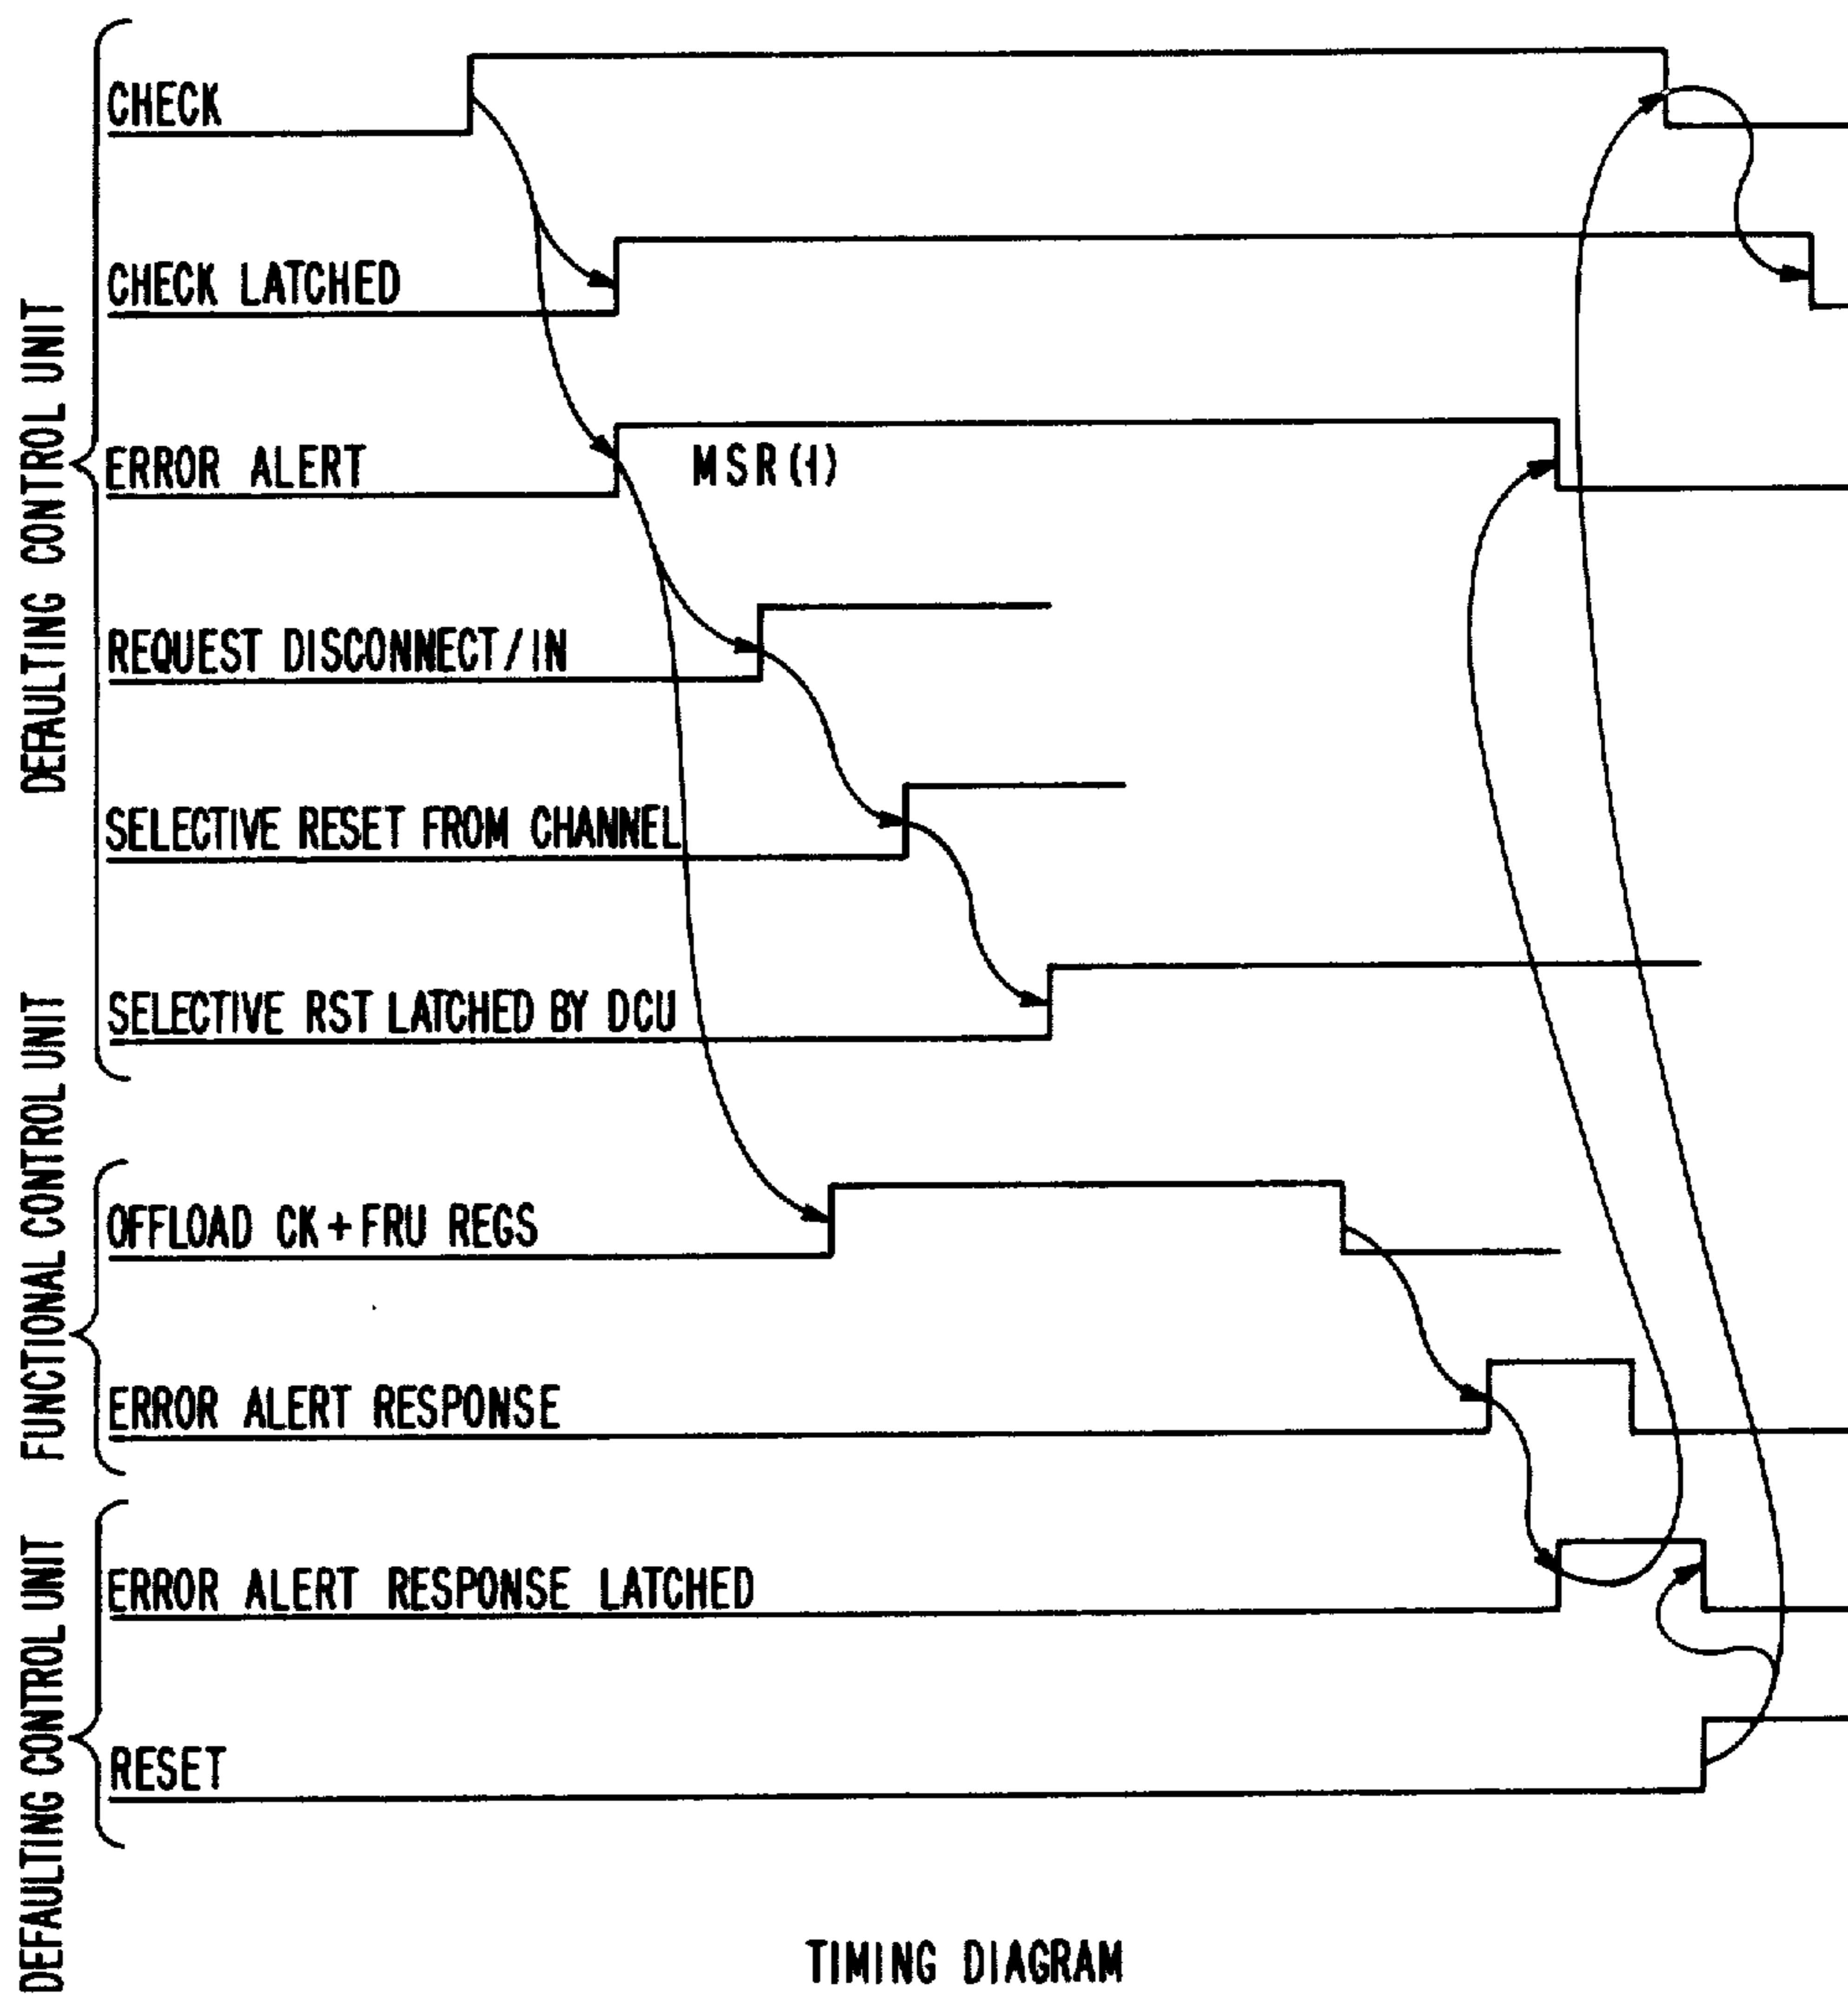 DEFAULTING CONTROL UNIT
CHECK
CHECK LATCHED
ERROR ALERT
MSR(1)
REQUEST DISCONNECT/IN
SELECTIVE RESET FROM CHANNEL
SELECTIVE RST LATCHED BY DCU
FUNCTIONAL CONTROL UNIT
OFFLOAD CK+FRU REGS
ERROR ALERT RESPONSE
DEFAULTING CONTROL UNIT
ERROR ALERT RESPONSE LATCHED
RESET
TIMING DIAGRAM